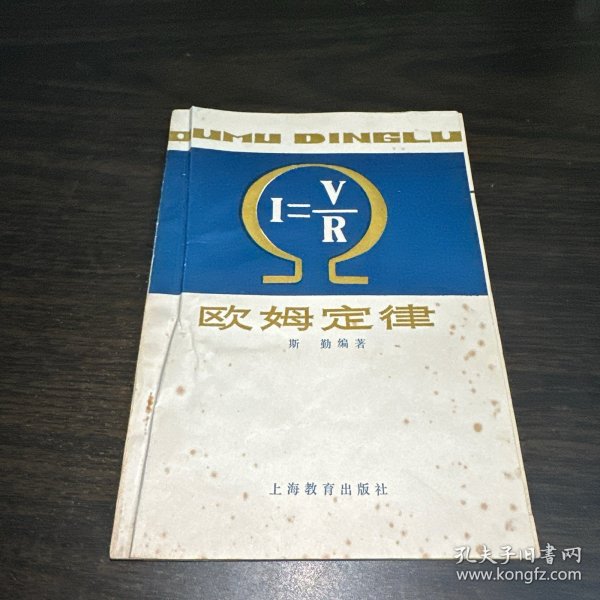 OUMU DINGLU
I=V/R
欧姆定律
斯 勤编著
上海教育出版社
孔夫子旧書网
www.kongfz.com